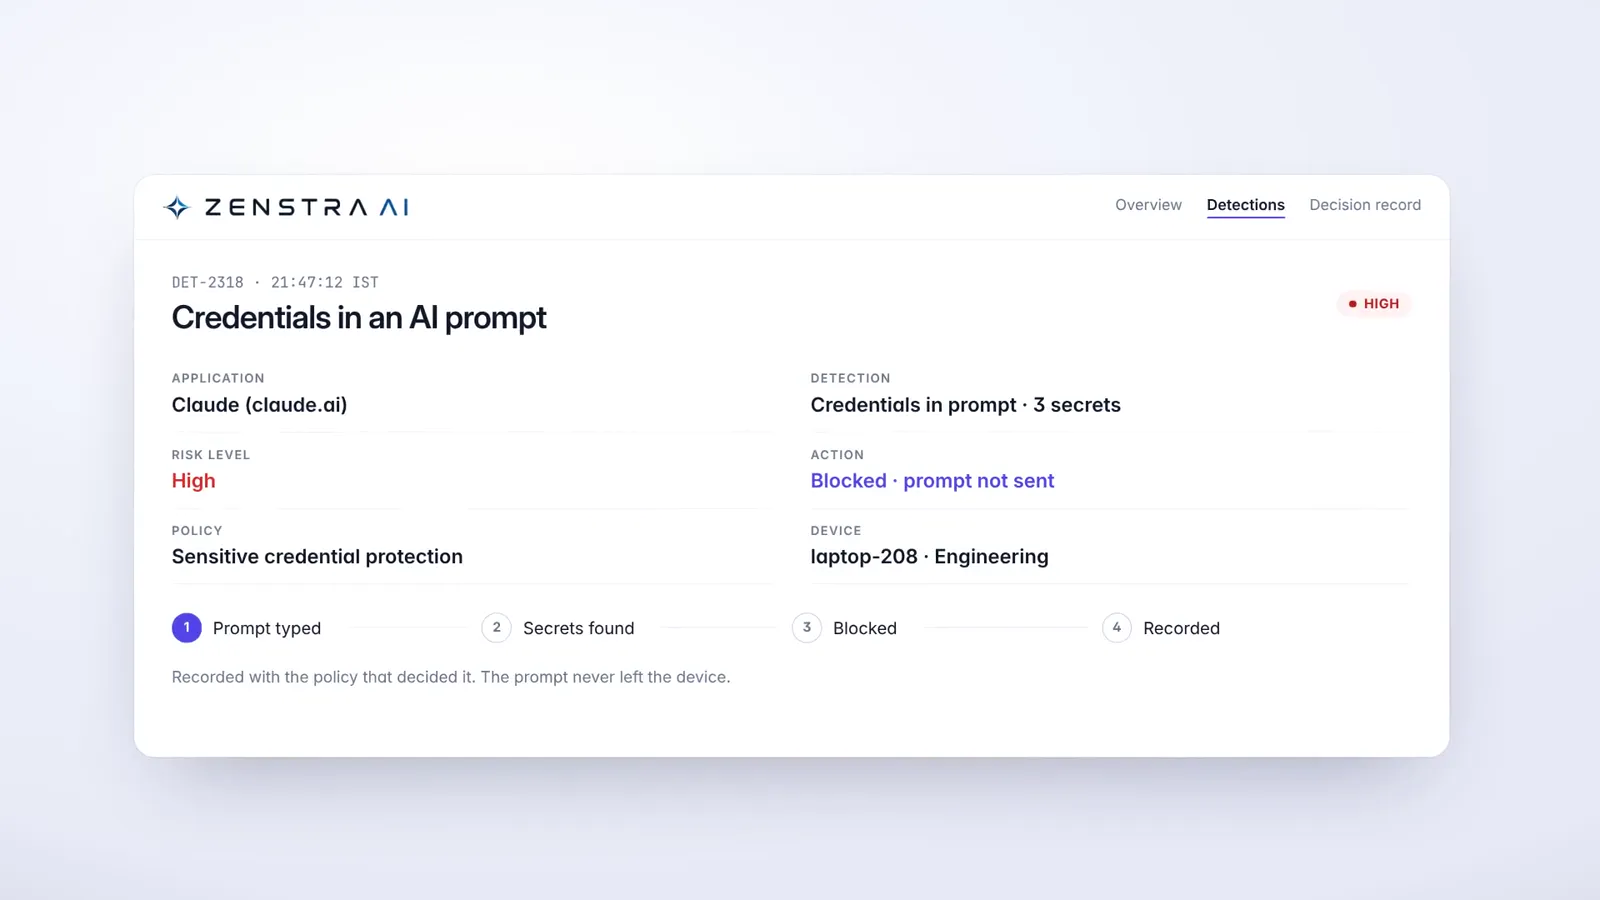 ZENSTRA AI
Overview Detections Decision record
DET-2318 · 21:47:12 IST
Credentials in an AI prompt
HIGH
APPLICATION
Claude (claude.ai)
DETECTION
Credentials in prompt · 3 secrets
RISK LEVEL
High
ACTION
Blocked · prompt not sent
POLICY
Sensitive credential protection
DEVICE
laptop-208 · Engineering
1 Prompt typed 2 Secrets found 3 Blocked 4 Recorded
Recorded with the policy that decided it. The prompt never left the device.